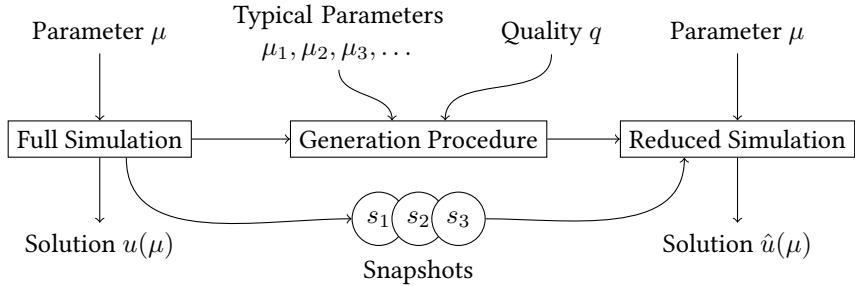 Parameter μ
Typical Parameters
μ₁, μ₂, μ₃, . . .
Quality q
Parameter μ
Full Simulation
Generation Procedure
Reduced Simulation
s₁
s₂
s₃
Solution u(μ)
Snapshots
Solution û(μ)